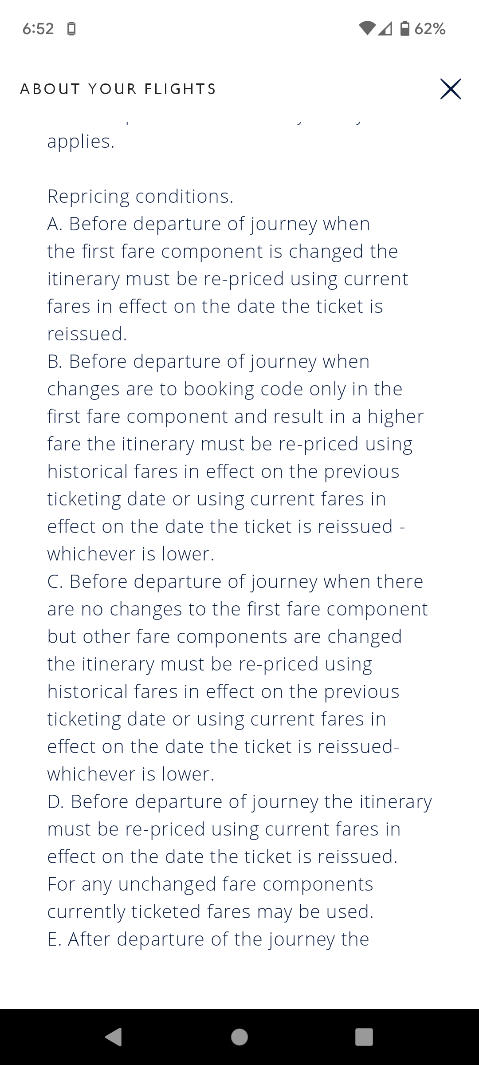 6:52
62%
ABOUT YOUR FLIGHTS
applies.
Repricing conditions.
A. Before departure of journey when
the first fare component is changed the
itinerary must be re-priced using current
fares in effect on the date the ticket is
reissued.
B. Before departure of journey when
changes are to booking code only in the
first fare component and result in a higher
fare the itinerary must be re-priced using
historical fares in effect on the previous
ticketing date or using current fares in
effect on the date the ticket is reissued -
whichever is lower.
C. Before departure of journey when there
are no changes to the first fare component
but other fare components are changed
the itinerary must be re-priced using
historical fares in effect on the previous
ticketing date or using current fares in
effect on the date the ticket is reissued-
whichever is lower.
D. Before departure of journey the itinerary
must be re-priced using current fares in
effect on the date the ticket is reissued.
For any unchanged fare components
currently ticketed fares may be used.
E. After departure of the journey the